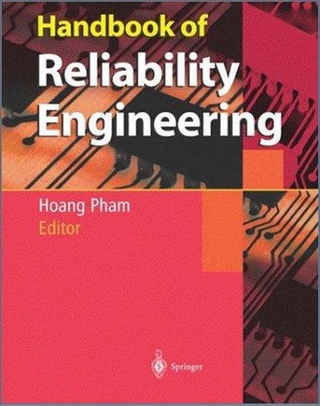 Handbook of
Reliability
Engineering
Hoang Pham
Editor
Springer